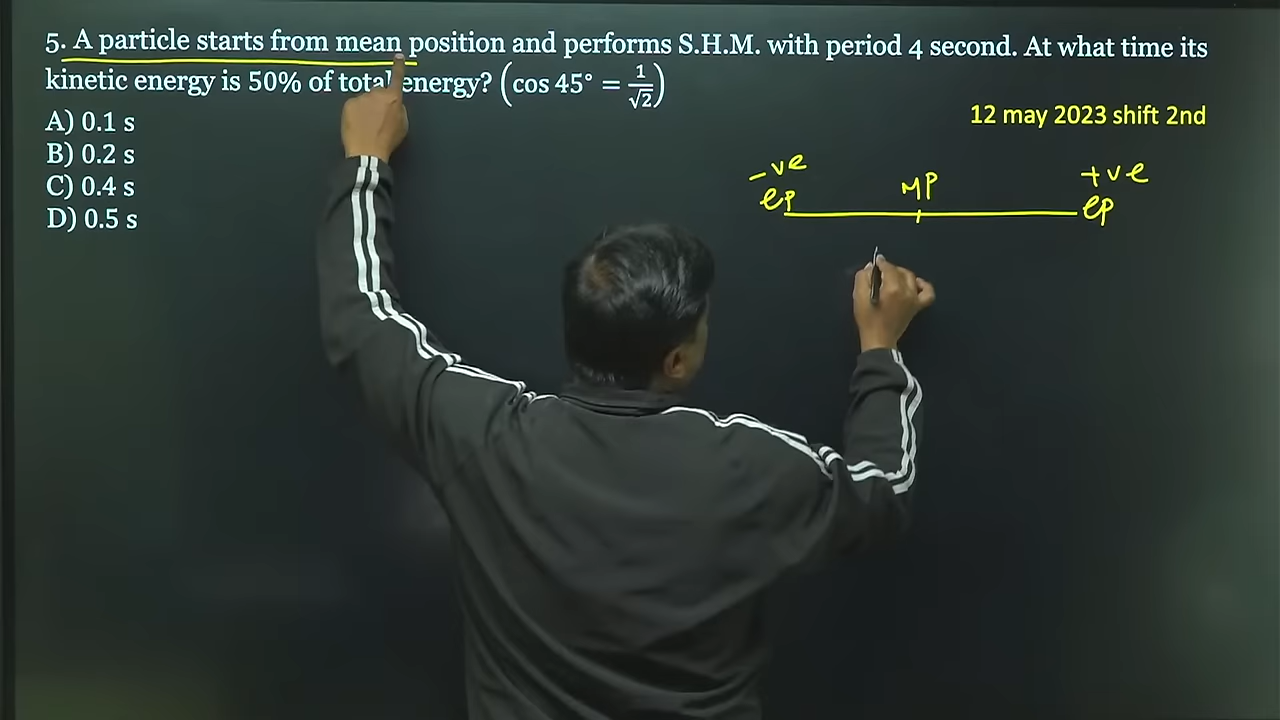 5. A particle starts from mean position and performs S.H.M. with period 4 second. At what time its
kinetic energy is 50% of total energy? (cos 45° = 1/√2)
A) 0.1 s
B) 0.2 s
C) 0.4 s
D) 0.5 s
12 may 2023 shift 2nd
-ve
ep
MP
+ve
ep